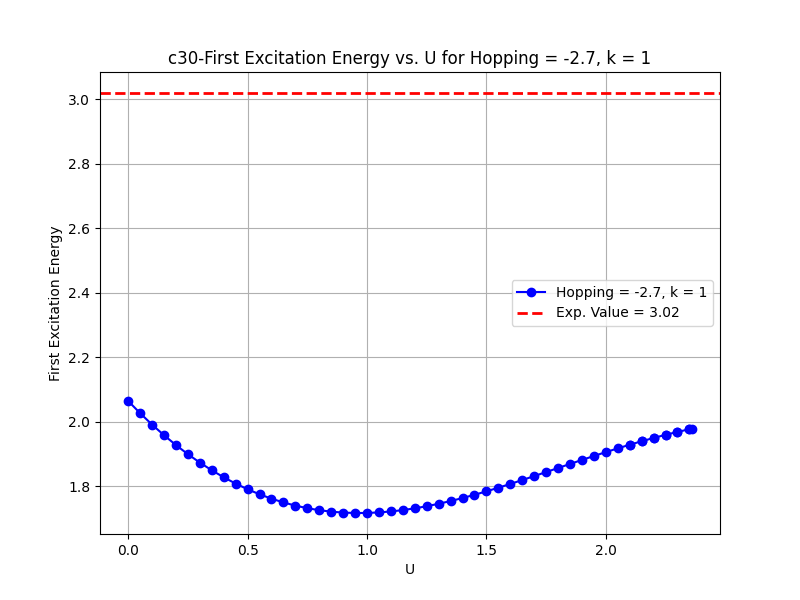 c30-First Excitation Energy vs. U for Hopping = -2.7, k = 1
First Excitation Energy
3.0
2.8
2.6
2.4
2.2
2.0
1.8
Hopping = -2.7, k = 1
Exp. Value = 3.02
0.0
0.5
1.0
1.5
2.0
U